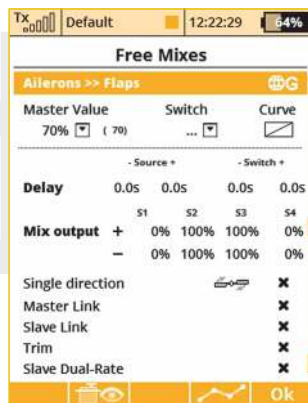 Tx Default 12:22:29 64%
Free Mixes
Ailerons >> Flaps G
Master Value Switch Curve
70% ( 70) ...
- Source + - Switch +
Delay 0.0s 0.0s 0.0s 0.0s
S1 S2 S3 S4
Mix output + 0% 100% 100% 0%
– 0% 100% 100% 0%
Single direction
Master Link ✖
Slave Link ✖
Trim ✖
Slave Dual-Rate ✖
Ok